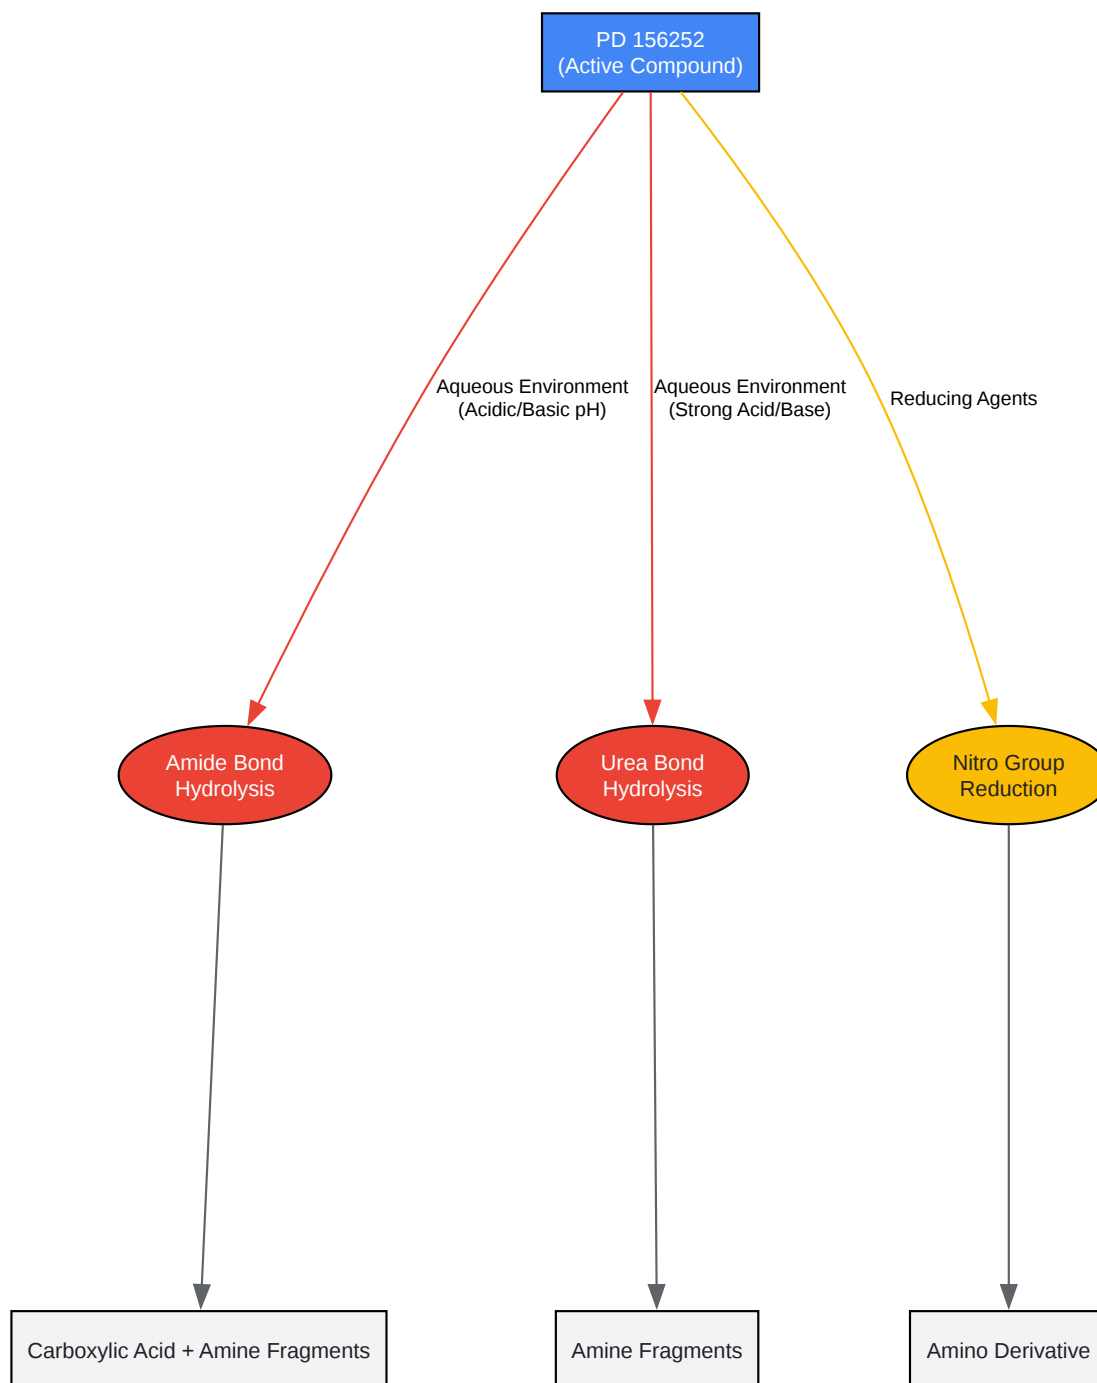 PD 156252
(Active Compound)
Aqueous Environment
(Acidic/Basic pH)
Aqueous Environment
(Strong Acid/Base)
Reducing Agents
Amide Bond
Hydrolysis
Urea Bond
Hydrolysis
Nitro Group
Reduction
Carboxylic Acid + Amine Fragments
Amine Fragments
Amino Derivative